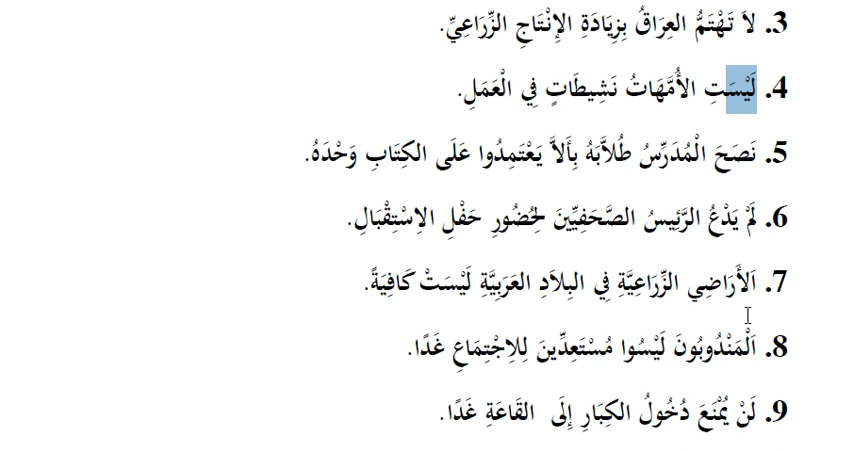 3. لاَ تَهْتَمُّ العِرَاقُ بِزِيَادَةِ الإِنْتَاجِ الزِّرَاعِيِّ.
4. لَيْسَتِ الأُمَّهَاتُ نَشِيطَاتٍ فِي الْعَمَلِ.
5. نَصَحَ الْمُدَرِّسُ طُلاَّبَهُ بِأَلاَّ يَعْتَمِدُوا عَلَى الكِتَابِ وَحْدَهُ.
6. لَمْ يَدْعُ الرَّئِيسُ الصَّحَفِيِّينَ لِحُضُورِ حَفْلِ الاِسْتِقْبَالِ.
7. اَلأَرَاضِي الزِّرَاعِيَّةِ فِي البِلاَدِ العَرَبِيَّةِ لَيْسَتْ كَافِيَةً.
8. اَلْمَنْدُوبُونَ لَيْسُوا مُسْتَعِدِّينَ لِلاِجْتِمَاعِ غَدًا.
9. لَنْ يُمْنَعَ دُخُولُ الكِبَارِ إِلَى القَاعَةِ غَدًا.